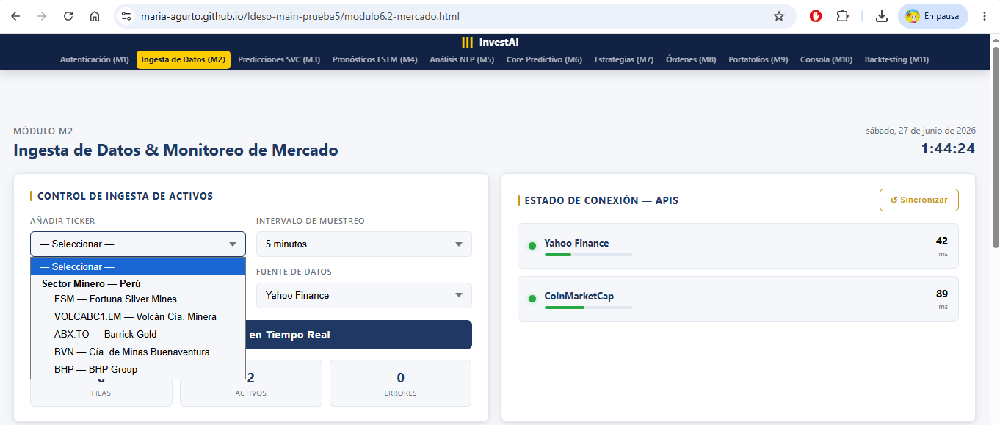 maria-agurto.github.io/ldeso-main-prueba5/modulo6.2-mercado.html
En pausa
InvestAI
Autenticación (M1) Ingesta de Datos (M2) Predicciones SVC (M3) Pronósticos LSTM (M4) Análisis NLP (M5) Core Predictivo (M6) Estrategias (M7) Órdenes (M8) Portafolios (M9) Consola (M10) Backtesting (M11)
MÓDULO M2
Ingesta de Datos & Monitoreo de Mercado
sábado, 27 de junio de 2026
1:44:24
CONTROL DE INGESTA DE ACTIVOS
AÑADIR TICKER
— Seleccionar —
— Seleccionar —
Sector Minero — Perú
FSM — Fortuna Silver Mines
VOLCABC1.LM — Volcán Cía. Minera
ABX.TO — Barrick Gold
BVN — Cía. de Minas Buenaventura
BHP — BHP Group
INTERVALO DE MUESTREO
5 minutos
FUENTE DE DATOS
Yahoo Finance
en Tiempo Real
FILAS
2
ACTIVOS
0
ERRORES
ESTADO DE CONEXIÓN — APIS
↺ Sincronizar
Yahoo Finance
42
ms
CoinMarketCap
89
ms